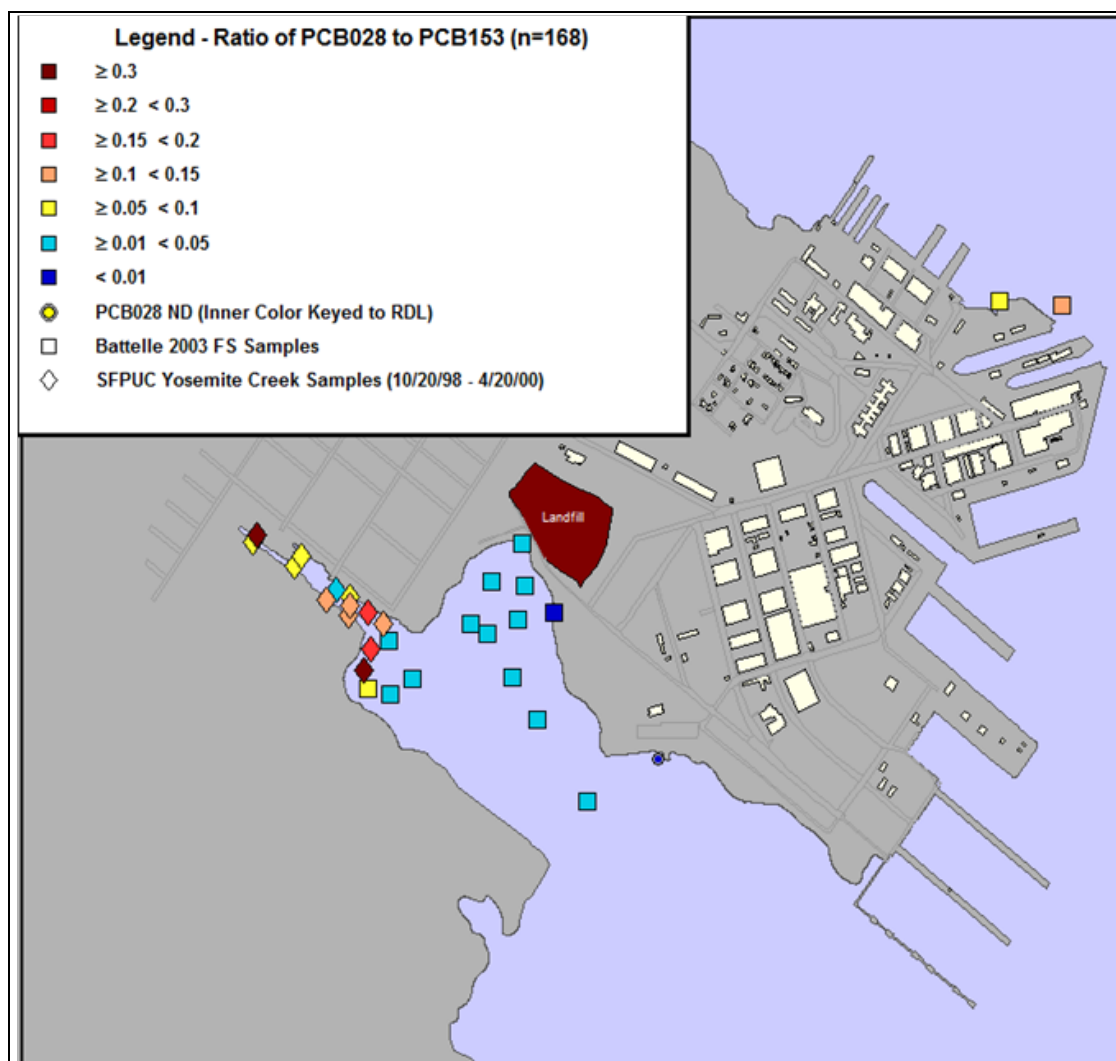 Legend - Ratio of PCB028 to PCB153 (n=168)
≥ 0.3
≥ 0.2 < 0.3
≥ 0.15 < 0.2
≥ 0.1 < 0.15
≥ 0.05 < 0.1
≥ 0.01 < 0.05
< 0.01
PCB028 ND (Inner Color Keyed to RDL)
Battelle 2003 FS Samples
SFPUC Yosemite Creek Samples (10/20/98 - 4/20/00)
Landfill